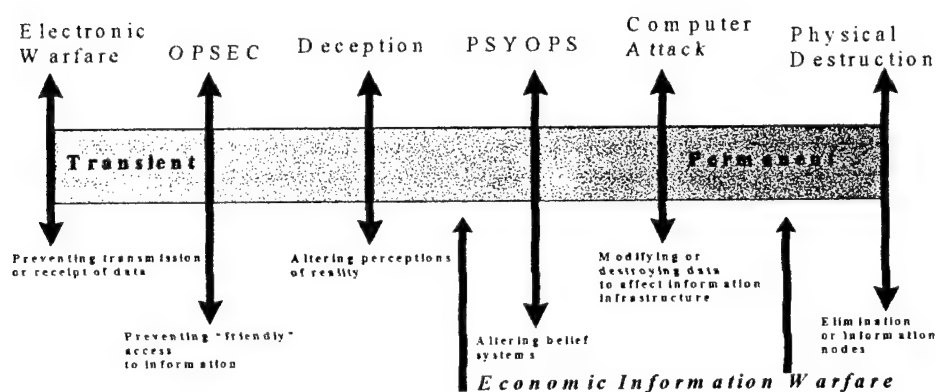 Electronic
Warfare
OPSEC
Deception
PSYOPS
Computer
Attack
Physical
Destruction
Transient
Permanent
Preventing transmission
or receipt of data
Preventing "friendly"
access
to information
Altering perceptions
of reality
Altering belief
systems
Modifying or
destroying data
to affect information
infrastructure
Elimination
or information
nodes
Economic Information Warfare